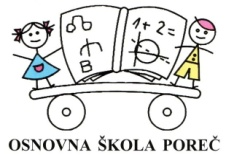 1+2=
B
OSNOVNA ŠKOLA POREČ